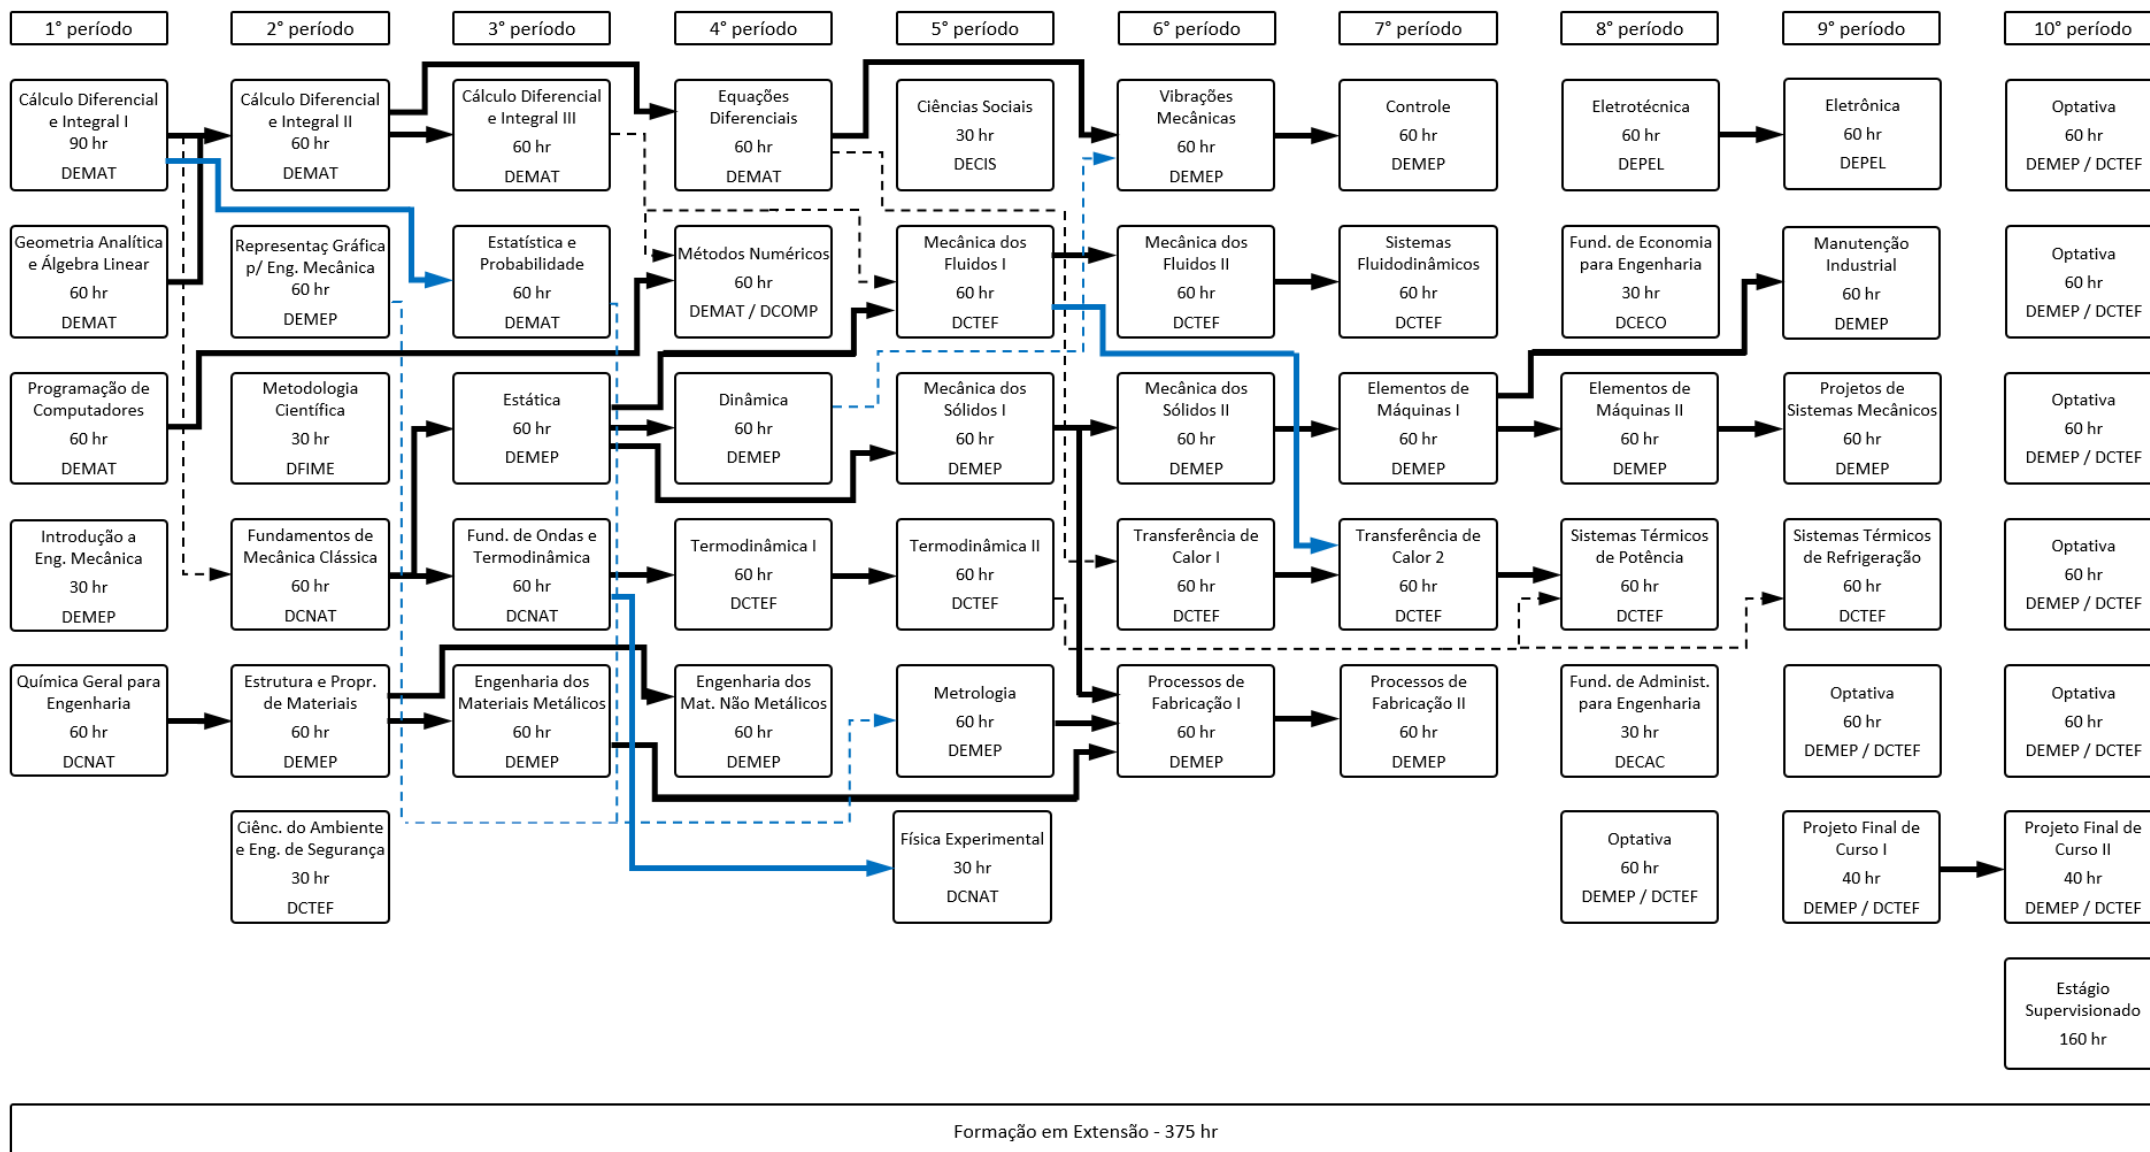 1° período
2° período
3° período
4° período
5° período
6° período
7° período
8° período
9° período
10° período
Cálculo Diferencial
e Integral I
90 hr
DEMAT
Cálculo Diferencial
e Integral II
60 hr
DEMAT
Cálculo Diferencial
e Integral III
60 hr
DEMAT
Equações
Diferenciais
60 hr
DEMAT
Ciências Sociais
30 hr
DECIS
Vibrações
Mecânicas
60 hr
DEMEP
Controle
60 hr
DEMEP
Eletrotécnica
60 hr
DEPEL
Eletrônica
60 hr
DEPEL
Optativa
60 hr
DEMEP / DCTEF
Geometria Analítica
e Álgebra Linear
60 hr
DEMAT
Representaç Gráfica
p/ Eng. Mecânica
60 hr
DEMEP
Estatística e
Probabilidade
60 hr
DEMAT
Métodos Numéricos
60 hr
DEMAT / DCOMP
Mecânica dos
Fluidos I
60 hr
DCTEF
Mecânica dos
Fluidos II
60 hr
DCTEF
Sistemas
Fluidodinâmicos
60 hr
DCTEF
Fund. de Economia
para Engenharia
30 hr
DCECO
Manutenção
Industrial
60 hr
DEMEP
Optativa
60 hr
DEMEP / DCTEF
Programação de
Computadores
60 hr
DEMAT
Metodologia
Científica
30 hr
DFIME
Estática
60 hr
DEMEP
Dinâmica
60 hr
DEMEP
Mecânica dos
Sólidos I
60 hr
DEMEP
Mecânica dos
Sólidos II
60 hr
DEMEP
Elementos de
Máquinas I
60 hr
DEMEP
Elementos de
Máquinas II
60 hr
DEMEP
Projetos de
Sistemas Mecânicos
60 hr
DEMEP
Optativa
60 hr
DEMEP / DCTEF
Introdução a
Eng. Mecânica
30 hr
DEMEP
Fundamentos de
Mecânica Clássica
60 hr
DCNAT
Fund. de Ondas e
Termodinâmica
60 hr
DCNAT
Termodinâmica I
60 hr
DCTEF
Termodinâmica II
60 hr
DCTEF
Transferência de
Calor I
60 hr
DCTEF
Transferência de
Calor 2
60 hr
DCTEF
Sistemas Térmicos
de Potência
60 hr
DCTEF
Sistemas Térmicos
de Refrigeração
60 hr
DCTEF
Optativa
60 hr
DEMEP / DCTEF
Química Geral para
Engenharia
60 hr
DCNAT
Estrutura e Propr.
de Materiais
60 hr
DEMEP
Engenharia dos
Materiais Metálicos
60 hr
DEMEP
Engenharia dos
Mat. Não Metálicos
60 hr
DEMEP
Metrologia
60 hr
DEMEP
Processos de
Fabricação I
60 hr
DEMEP
Processos de
Fabricação II
60 hr
DEMEP
Fund. de Administ.
para Engenharia
30 hr
DECAC
Optativa
60 hr
DEMEP / DCTEF
Optativa
60 hr
DEMEP / DCTEF
Ciênc. do Ambiente
e Eng. de Segurança
30 hr
DCTEF
Física Experimental
30 hr
DCNAT
Optativa
60 hr
DEMEP / DCTEF
Projeto Final de
Curso I
40 hr
DEMEP / DCTEF
Projeto Final de
Curso II
40 hr
DEMEP / DCTEF
Estágio
Supervisionado
160 hr
Formação em Extensão - 375 hr